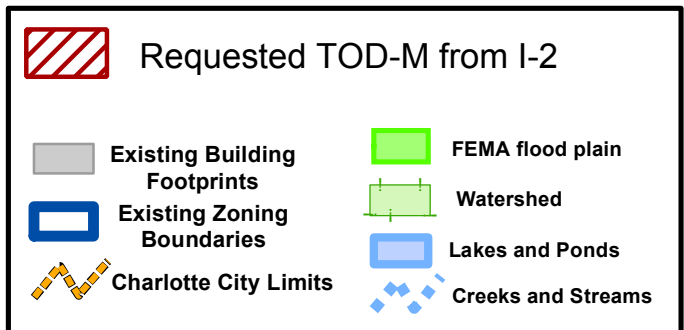 Requested TOD-M from I-2
Existing Building
Footprints
Existing Zoning
Boundaries
Charlotte City Limits
FEMA flood plain
Watershed
Lakes and Ponds
Creeks and Streams